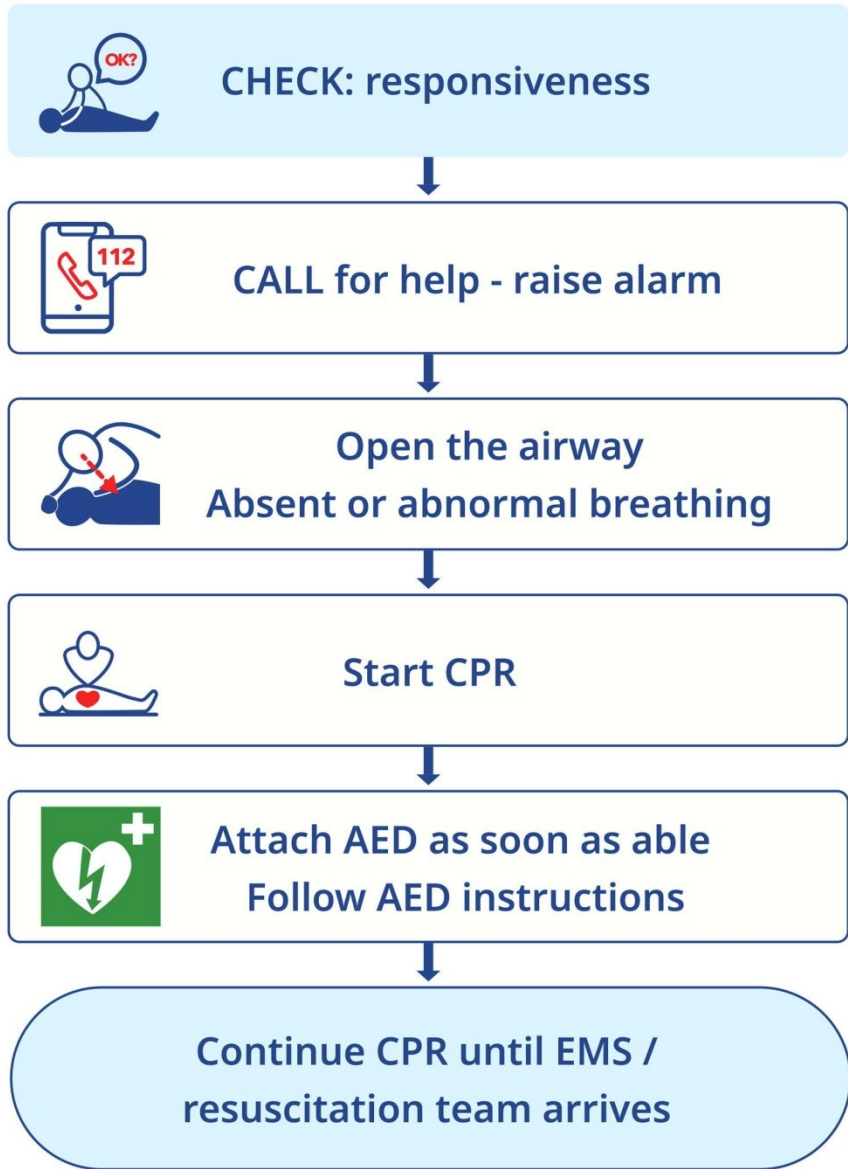 OK?
CHECK: responsiveness
112
CALL for help - raise alarm
Open the airway
Absent or abnormal breathing
Start CPR
Attach AED as soon as able
Follow AED instructions
Continue CPR until EMS /
resuscitation team arrives